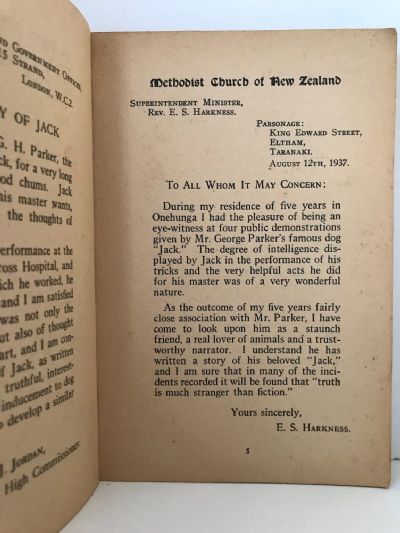 ND GOVERNMENT OFFICES
15 STRAND,
LONDON, W.C.2.
Y OF JACK
G. H. Parker, the
ck, for a very long
ood chums. Jack
his master wants,
the thoughts of
performance at the
ross Hospital, and
hich he worked, he
and I am satisfied
was not only the
but also of thought
art, and I am con-
of Jack, as written
truthful, interest-
inducement to dog
o develop a similar
J. JORDAN,
High Commissioner.
Methodist Church of New Zealand
SUPERINTENDENT MINISTER,
REV. E. S. HARKNESS.
PARSONAGE:
KING EDWARD STREET,
ELTHAM,
TARANAKI.
AUGUST 12TH, 1937.
TO ALL WHOM IT MAY CONCERN:
During my residence of five years in
Onehunga I had the pleasure of being an
eye-witness at four public demonstrations
given by Mr. George Parker's famous dog
"Jack." The degree of intelligence dis-
played by Jack in the performance of his
tricks and the very helpful acts he did
for his master was of a very wonderful
nature.
As the outcome of my five years fairly
close association with Mr. Parker, I have
come to look upon him as a staunch
friend, a real lover of animals and a trust-
worthy narrator. I understand he has
written a story of his beloved "Jack,"
and I am sure that in many of the inci-
dents recorded it will be found that "truth
is much stranger than fiction."
Yours sincerely,
E. S. HARKNESS.
5